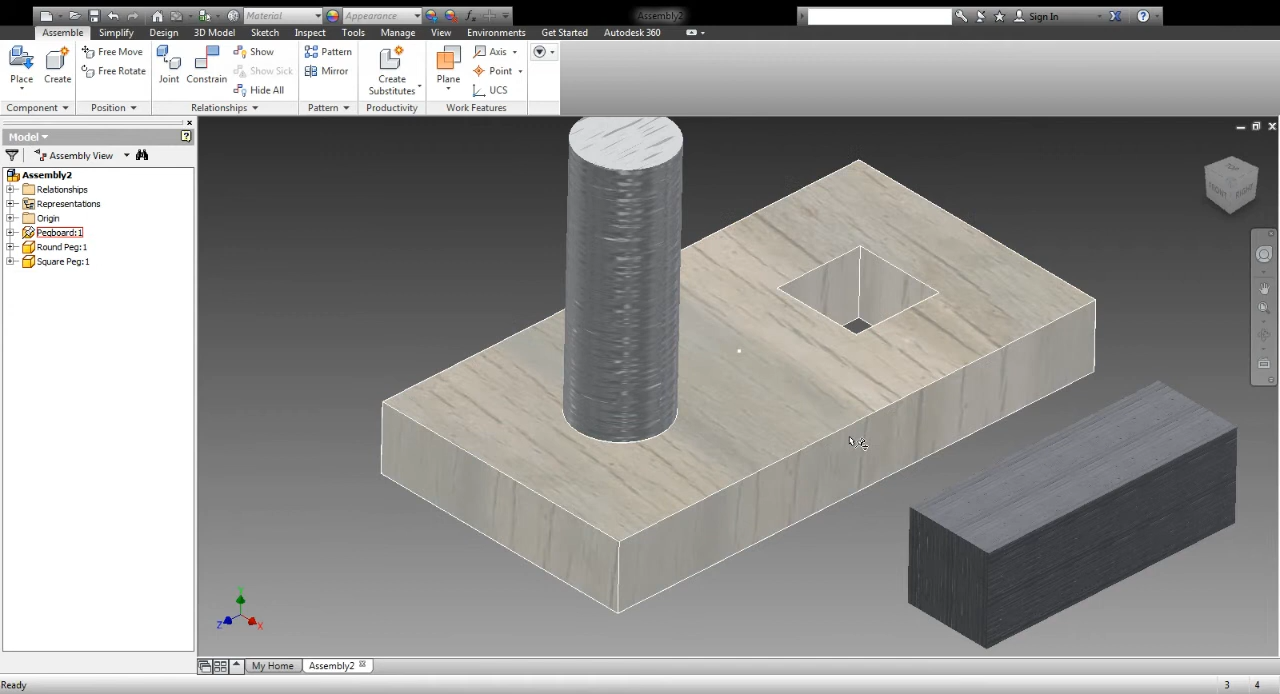 Material
Appearance
Assembly2
Sign In
Assemble Simplify Design 3D Model Sketch Inspect Tools Manage View Environments Get Started Autodesk 360
Place
Create
Free Move
Free Rotate
Joint
Constrain
Show
Show Sick
Hide All
Pattern
Mirror
Create
Substitutes
Plane
Axis
Point
UCS
Component Position Relationships Pattern Productivity Work Features
Model
Assembly View
Assembly2
Relationships
Representations
Origin
Pegboard:1
Round Peg:1
Square Peg:1
FRONT
RIGHT
Z
X
My Home Assembly2
Ready 3 4